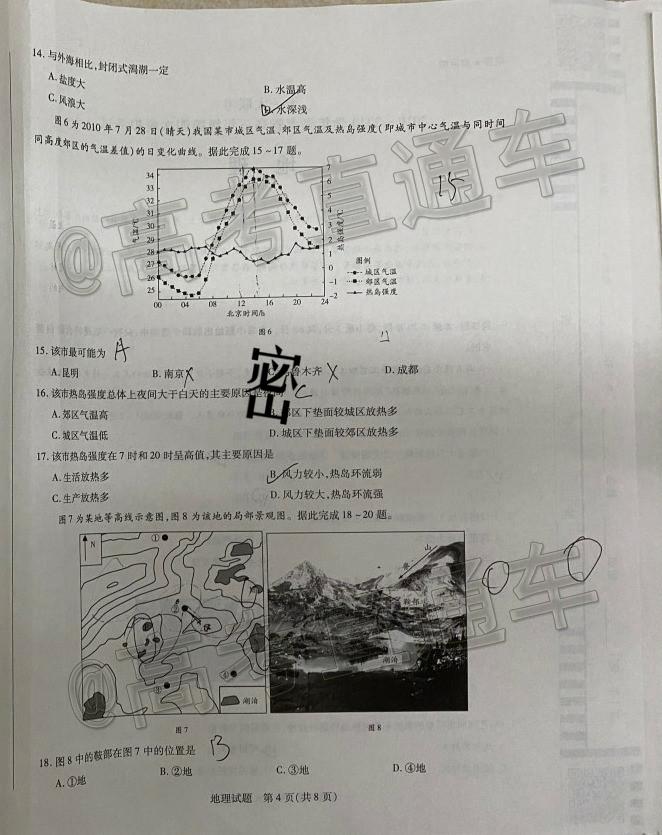 14. 与外海相比,封闭式潟湖一定
A. 盐度大 B. 水温高
C. 风浪大 D. 水深浅
图6为2010年7月28日(晴天)我国某市城区气温、郊区气温及热岛强度(即城市中心气温与同时间
同高度郊区的气温差值)的日变化曲线。据此完成15~17题。
15
气温/℃
34
33
32
31
30
29
28
27
26
25
00 04 08 12 16 20 24
北京时间/h
7
6
5
4
3
2
1
0
-1
-2
热岛强度/℃
图例
城区气温
郊区气温
热岛强度
图6
15. 该市最可能为 A
A. 昆明 B. 南京 鲁木齐 D. 成都
密
16. 该市热岛强度总体上夜间大于白天的主要原因是 C
A. 郊区气温高 郊区下垫面较城区放热多
C. 城区气温低 D. 城区下垫面较郊区放热多
17. 该市热岛强度在7时和20时呈高值,其主要原因是
A. 生活放热多 B. 风力较小,热岛环流弱
C. 生产放热多 D. 风力较大,热岛环流强
图7为某地等高线示意图,图8为该地的局部景观图。据此完成18~20题。
N
①
②
③
④
湖泊
图7
山
脊
鞍部
湖泊
图8
18. 图8中的鞍部在图7中的位置是 B
A. ①地 B. ②地 C. ③地 D. ④地
地理试题 第4页(共8页)
@高考直通车
@高考直通车